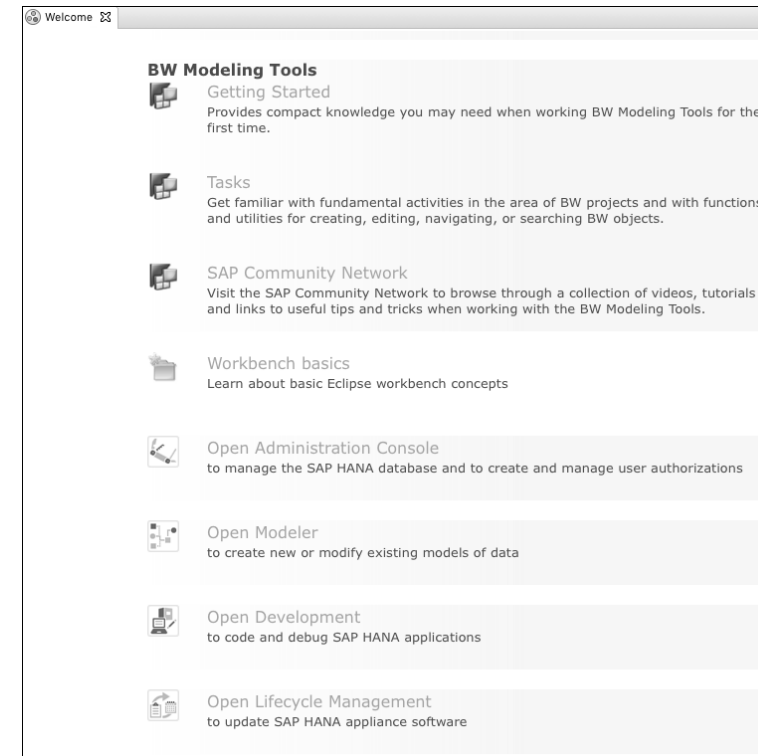 Welcome
BW Modeling Tools
Getting Started
Provides compact knowledge you may need when working BW Modeling Tools for the
first time.
Tasks
Get familiar with fundamental activities in the area of BW projects and with functions
and utilities for creating, editing, navigating, or searching BW objects.
SAP Community Network
Visit the SAP Community Network to browse through a collection of videos, tutorials
and links to useful tips and tricks when working with the BW Modeling Tools.
Workbench basics
Learn about basic Eclipse workbench concepts
Open Administration Console
to manage the SAP HANA database and to create and manage user authorizations
Open Modeler
to create new or modify existing models of data
Open Development
to code and debug SAP HANA applications
Open Lifecycle Management
to update SAP HANA appliance software